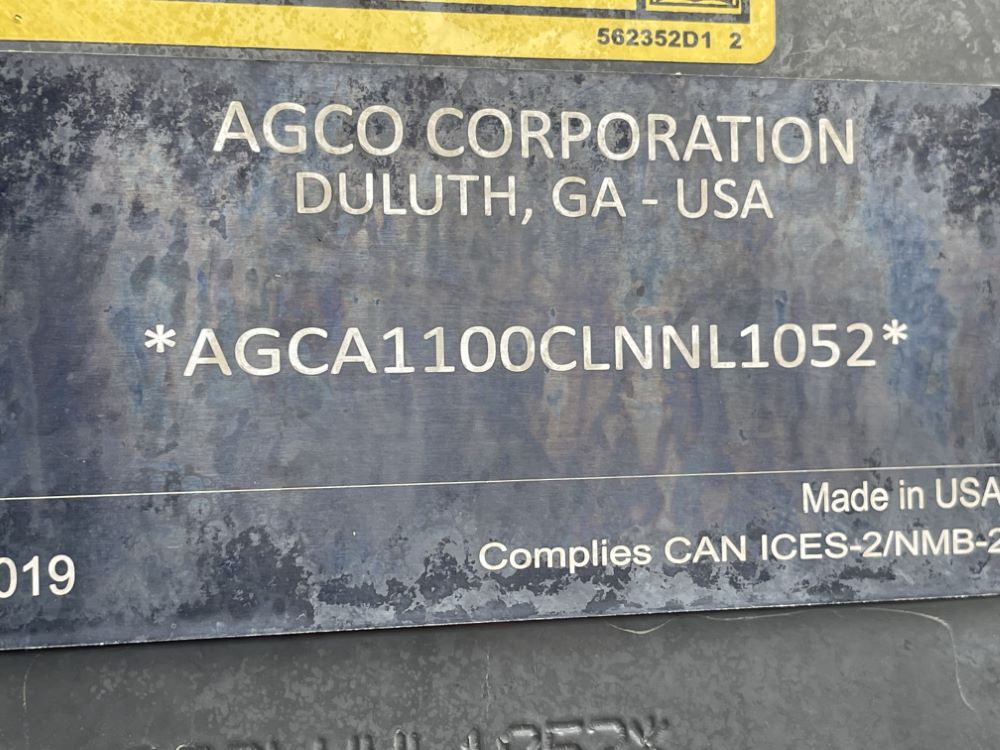 562352D1 2
AGCO CORPORATION
DULUTH, GA - USA
*AGCA1100CLNNL1052*
Made in USA
Complies CAN ICES-2/NMB-2
019